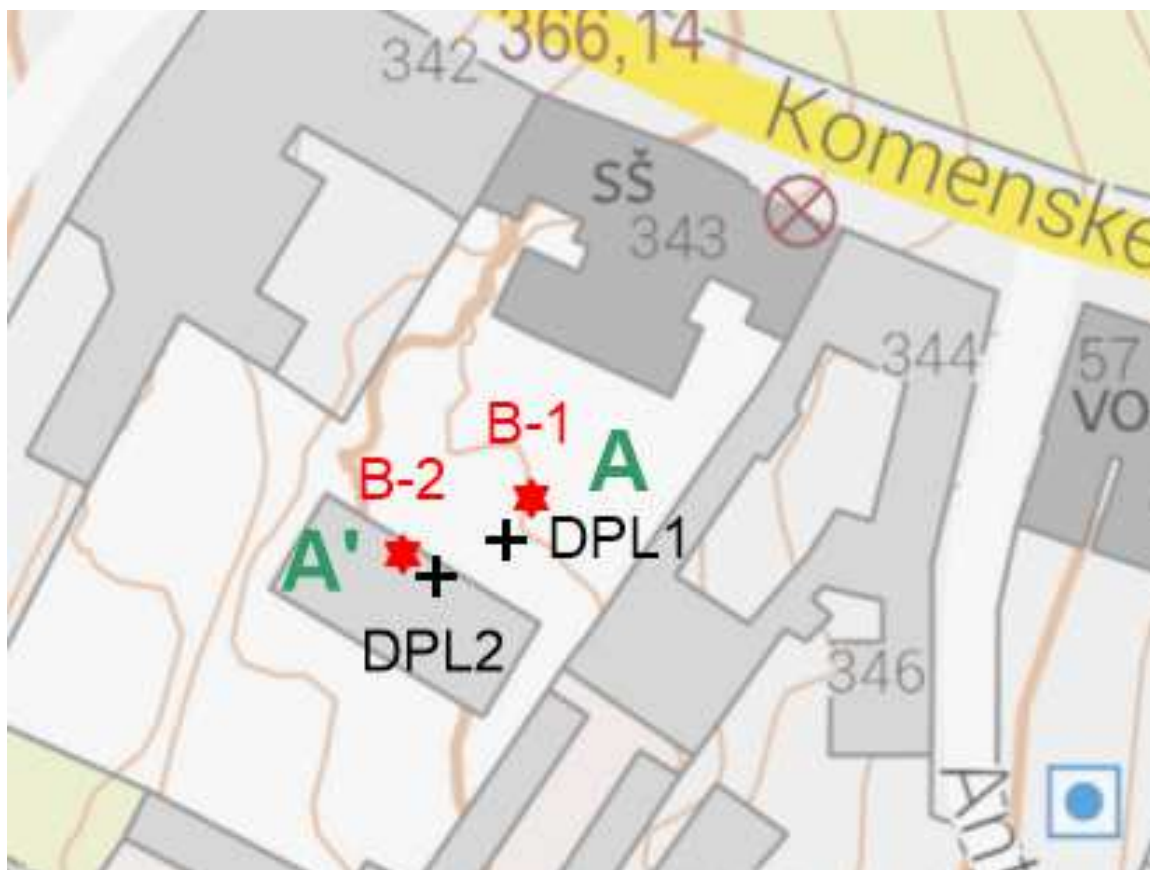 366,14
342
Komenske
SŠ
343
344
57
VO
B-1
A
B-2
DPL1
A'
DPL2
346
Ant